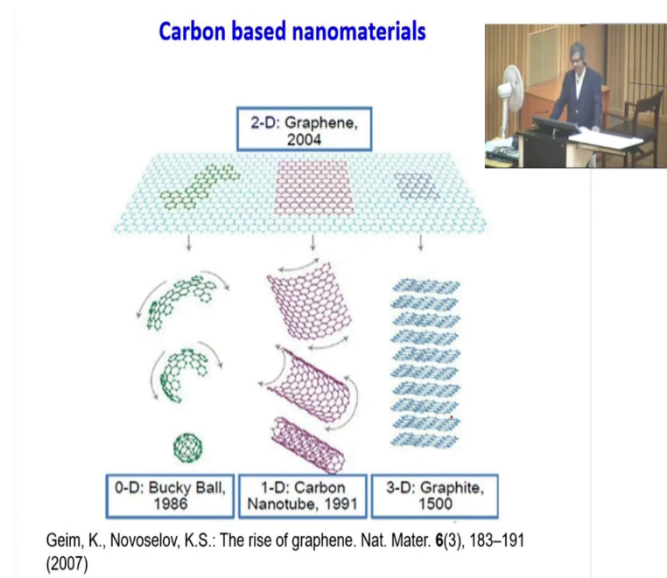 Carbon based nanomaterials
2-D: Graphene,
2004
0-D: Bucky Ball,
1986
1-D: Carbon
Nanotube, 1991
3-D: Graphite,
1500
Geim, K., Novoselov, K.S.: The rise of graphene. Nat. Mater. 6(3), 183–191
(2007)